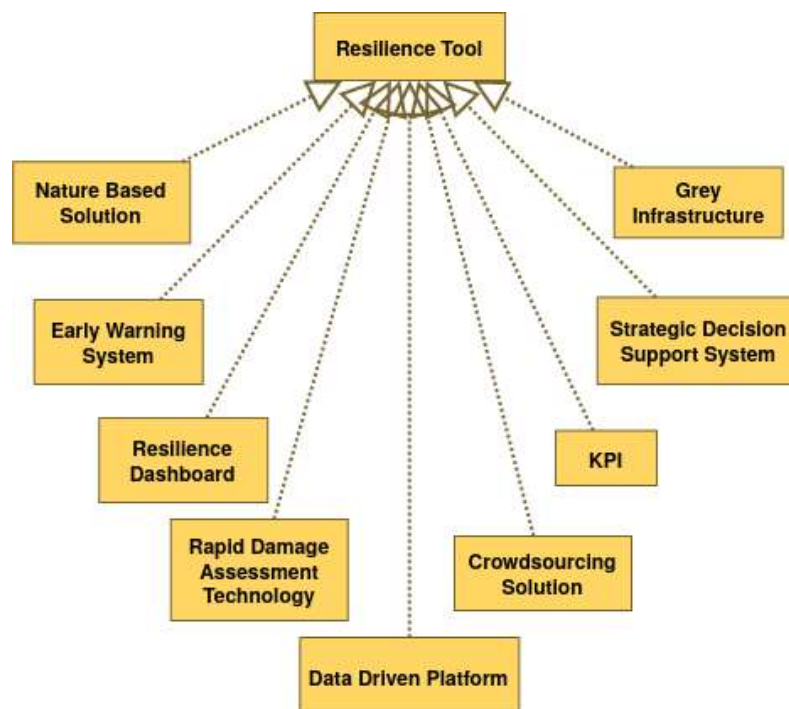 Resilience Tool
Nature Based
Solution
Grey
Infrastructure
Early Warning
System
Strategic Decision
Support System
Resilience
Dashboard
KPI
Rapid Damage
Assessment
Technology
Crowdsourcing
Solution
Data Driven Platform